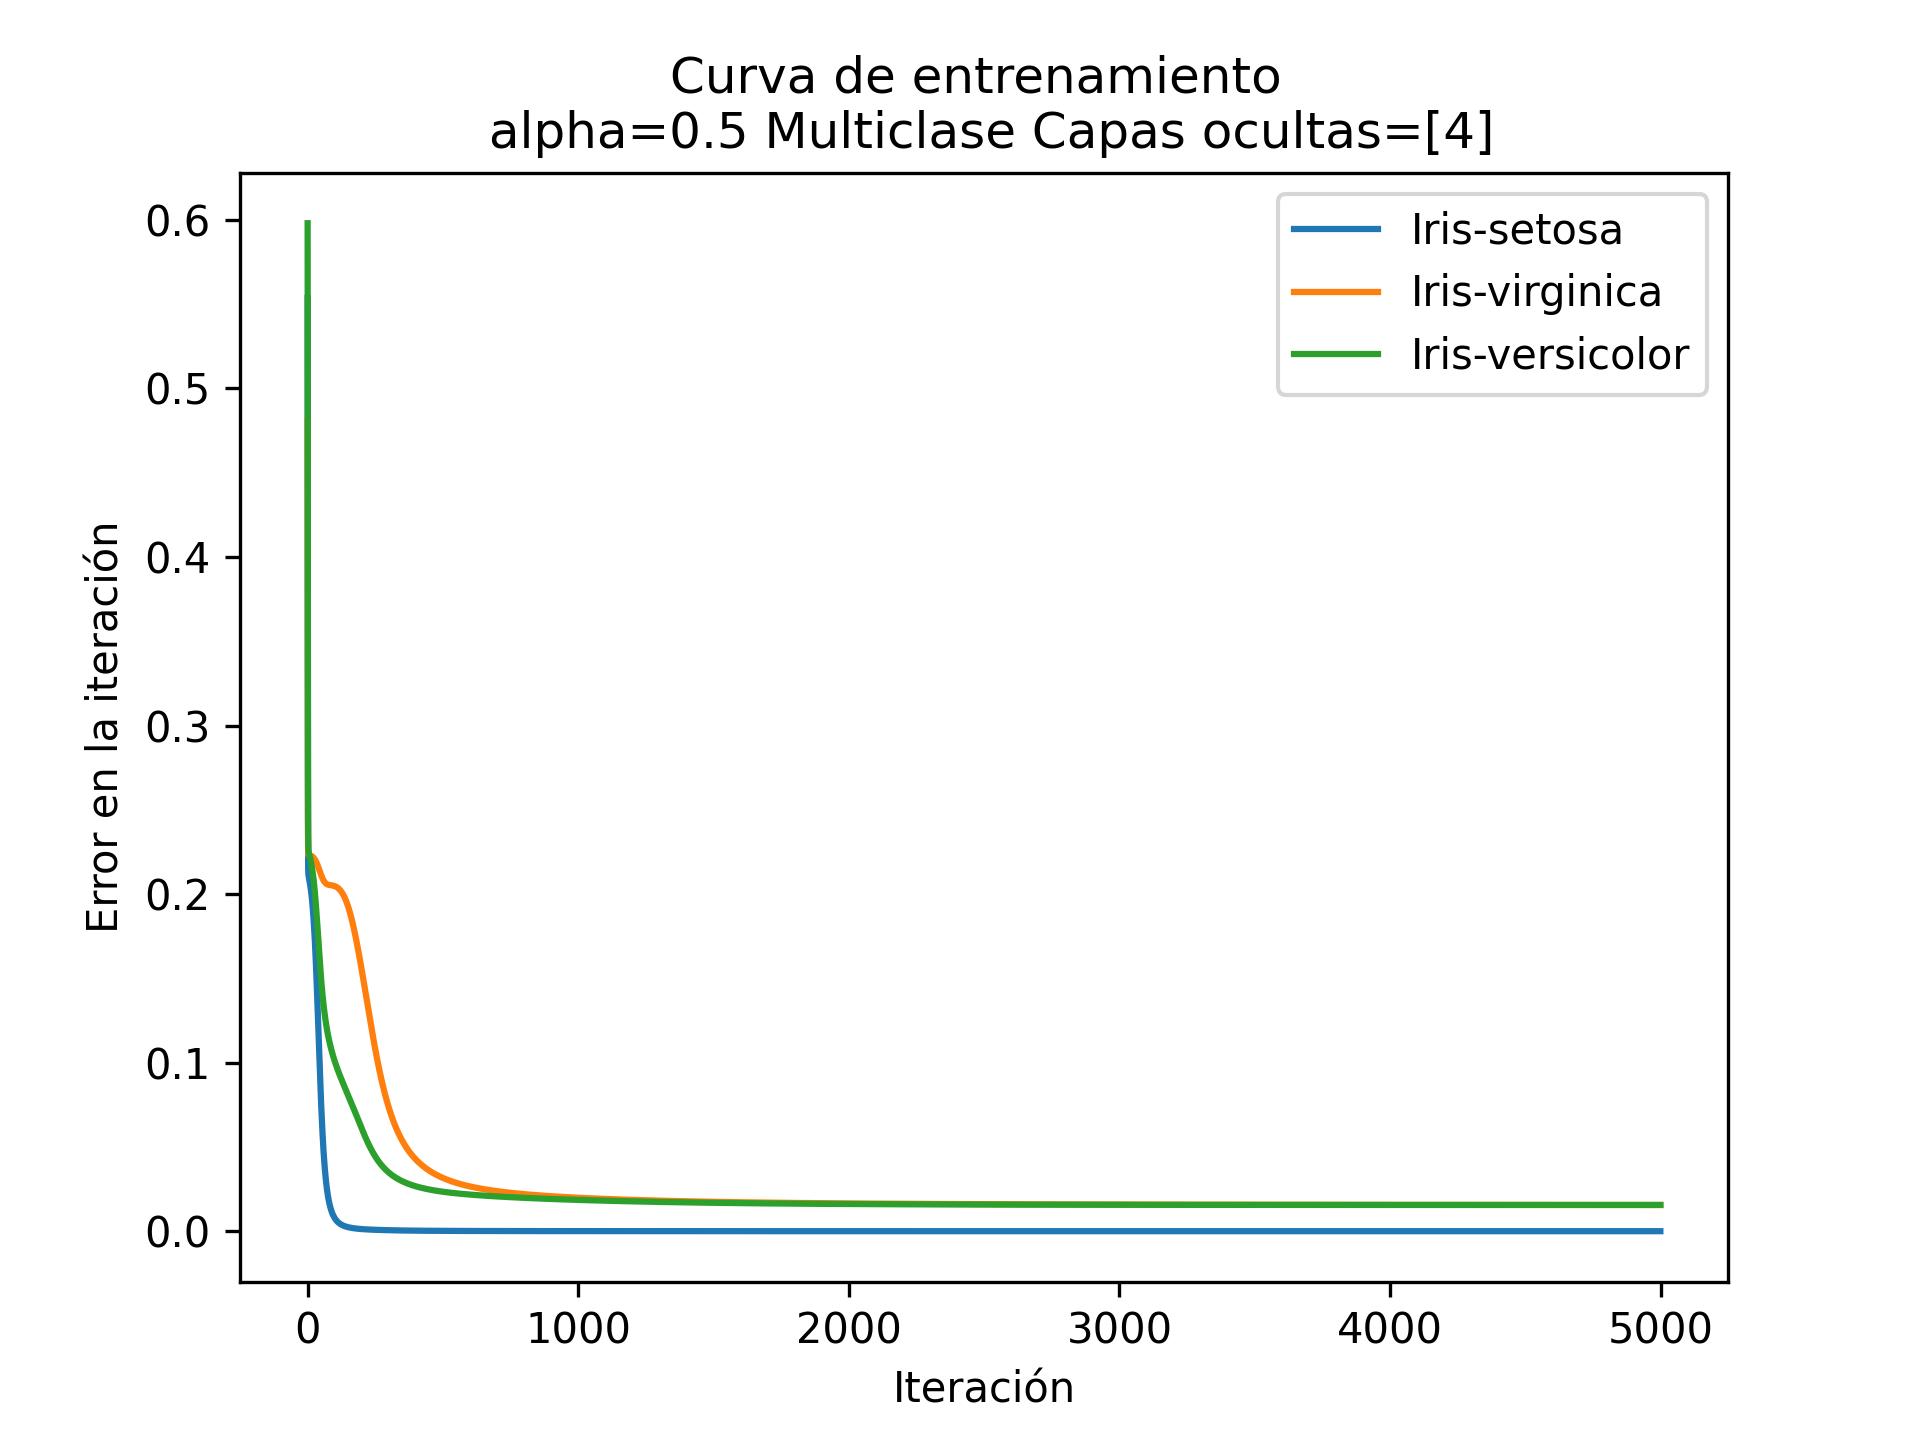 Curva de entrenamiento
alpha=0.5 Multiclase Capas ocultas=[4]
Iris-setosa
Iris-virginica
Iris-versicolor
Error en la iteración
0.6
0.5
0.4
0.3
0.2
0.1
0.0
0 1000 2000 3000 4000 5000
Iteración